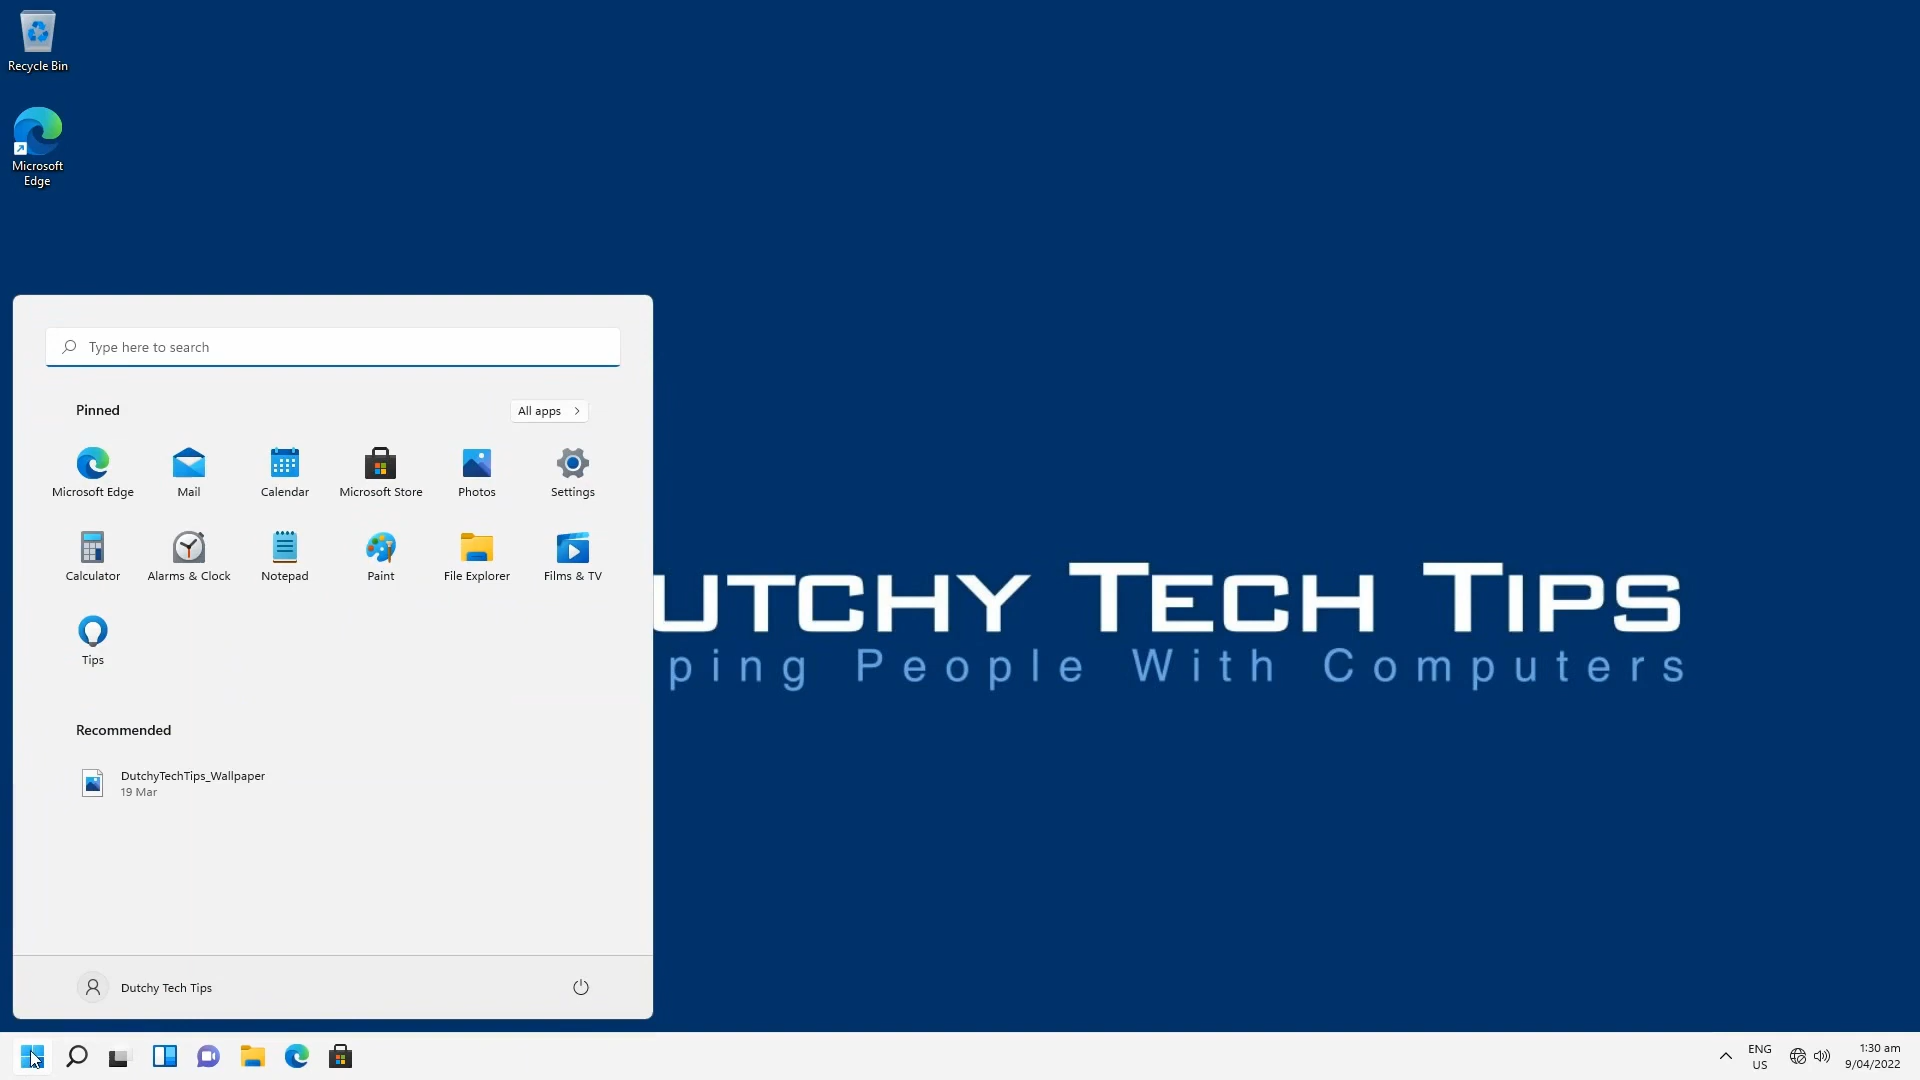 Recycle Bin
Microsoft
Edge
Type here to search
Pinned
All apps
Microsoft Edge
Mail
Calendar
Microsoft Store
Photos
Settings
Calculator
Alarms & Clock
Notepad
Paint
File Explorer
Films & TV
Tips
UTCHY TECH TIPS
ping People With Computers
Recommended
DutchyTechTips_Wallpaper
19 Mar
Dutchy Tech Tips
ENG
US
1:30 am
9/04/2022